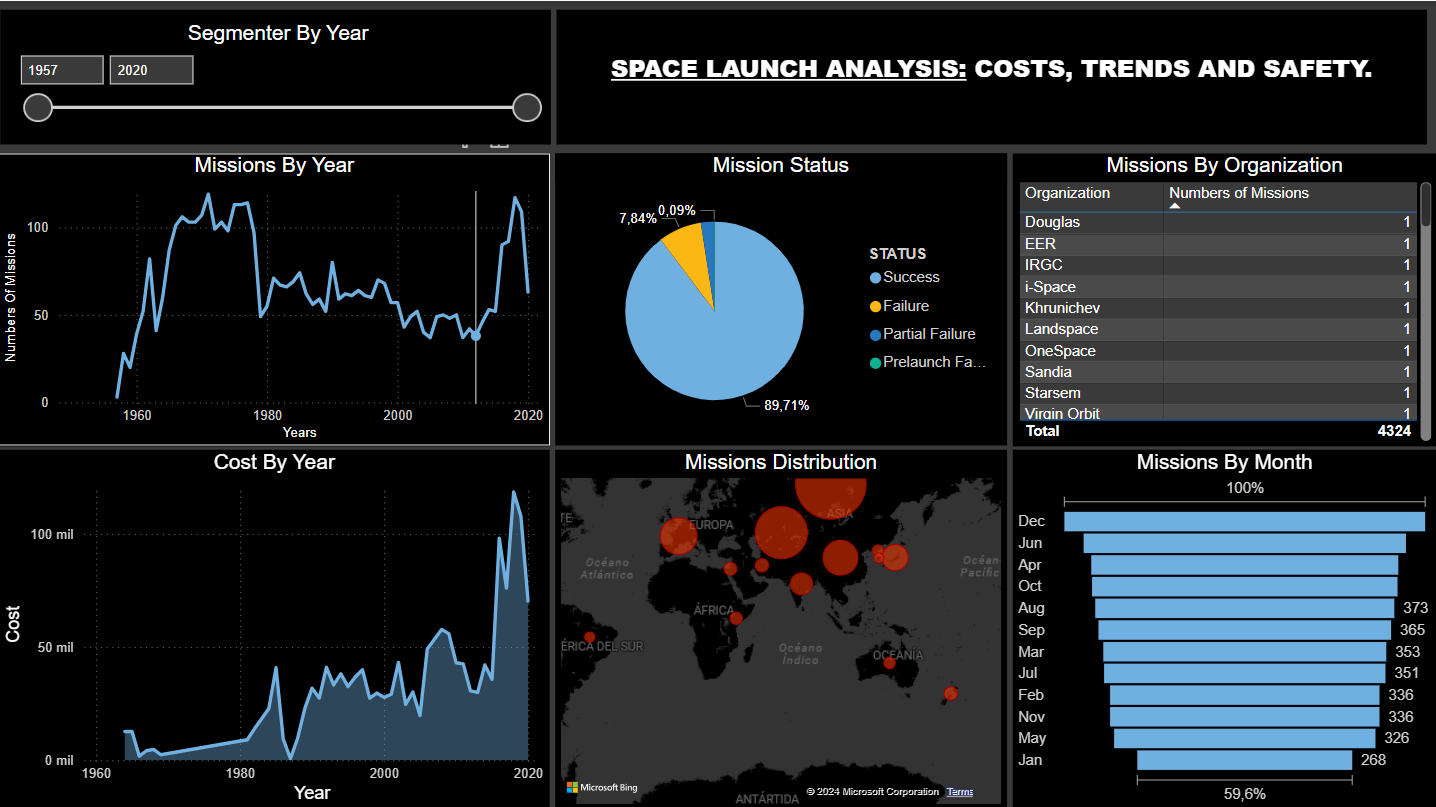 Segmenter By Year
1957 2020
SPACE LAUNCH ANALYSIS: COSTS, TRENDS AND SAFETY.
Missions By Year
Numbers Of Missions
100
50
0
1960 1980 2000 2020
Years
Mission Status
7,84% 0,09%
89,71%
STATUS
Success
Failure
Partial Failure
Prelaunch Fa...
Missions By Organization
Organization Numbers of Missions
Douglas 1
EER 1
IRGC 1
i-Space 1
Khrunichev 1
Landspace 1
OneSpace 1
Sandia 1
Starsem 1
Virgin Orbit 1
Total 4324
Cost By Year
Cost
100 mil
50 mil
0 mil
1960 1980 2000 2020
Year
Missions Distribution
TE
EUROPA
ASIA
Océano
Atlántico
Océan
Pacífic
ÁFRICA
ÉRICA DEL SUR
Océano
Índico
OCEANÍA
ANTÁRTIDA
Microsoft Bing
© 2024 Microsoft Corporation Terms
Missions By Month
100%
Dec
Jun
Apr
Oct
Aug 373
Sep 365
Mar 353
Jul 351
Feb 336
Nov 336
May 326
Jan 268
59,6%